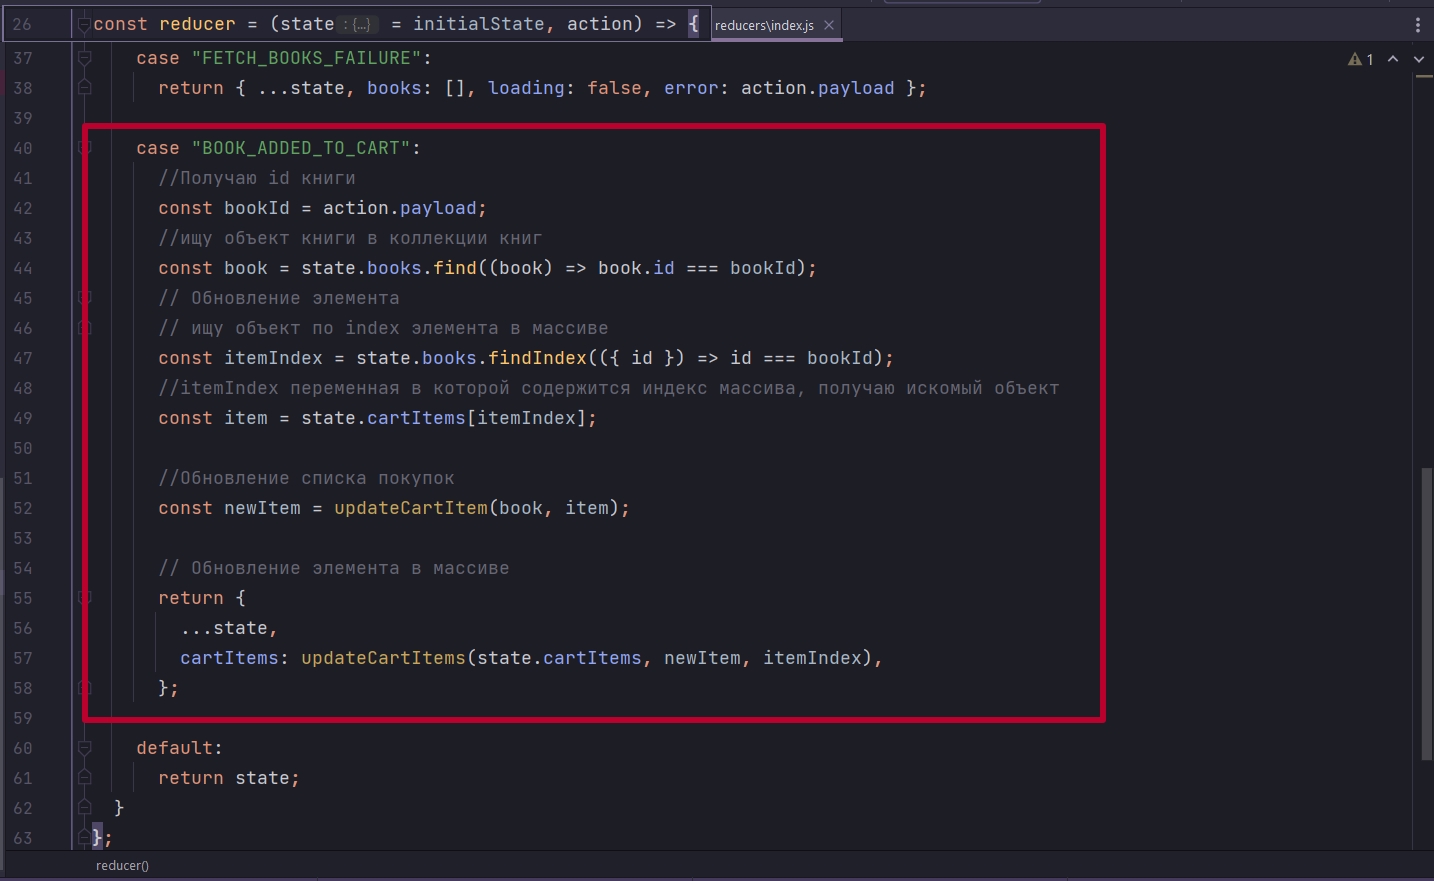 26 const reducer = (state : {...} = initialState, action) => { reducers\index.js
37 case "FETCH_BOOKS_FAILURE": 1
38 return { ...state, books: [], loading: false, error: action.payload };
39
40 case "BOOK_ADDED_TO_CART":
41 //Получаю id книги
42 const bookId = action.payload;
43 //ищу объект книги в коллекции книг
44 const book = state.books.find((book) => book.id === bookId);
45 // Обновление элемента
46 // ищу объект по index элемента в массиве
47 const itemIndex = state.books.findIndex(({ id }) => id === bookId);
48 //itemIndex переменная в которой содержится индекс массива, получаю искомый объект
49 const item = state.cartItems[itemIndex];
50
51 //Обновление списка покупок
52 const newItem = updateCartItem(book, item);
53
54 // Обновление элемента в массиве
55 return {
56 ...state,
57 cartItems: updateCartItems(state.cartItems, newItem, itemIndex),
58 };
59
60 default:
61 return state;
62 }
63 };
reducer()